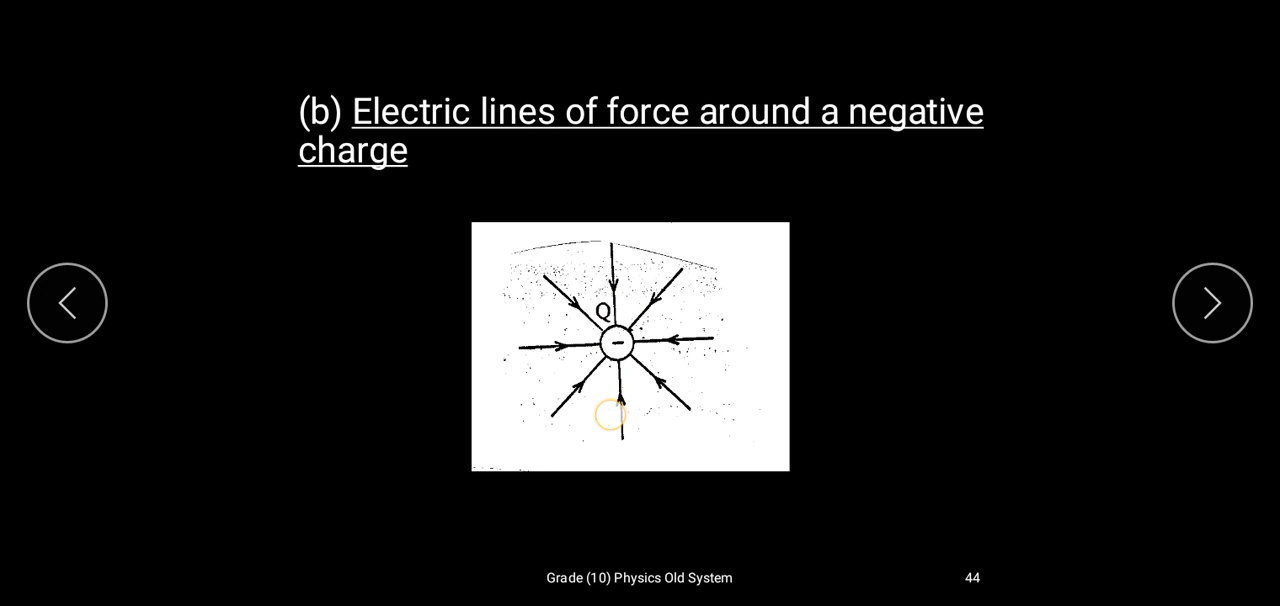 (b) Electric lines of force around a negative
charge
Q
-
Grade (10) Physics Old System
44